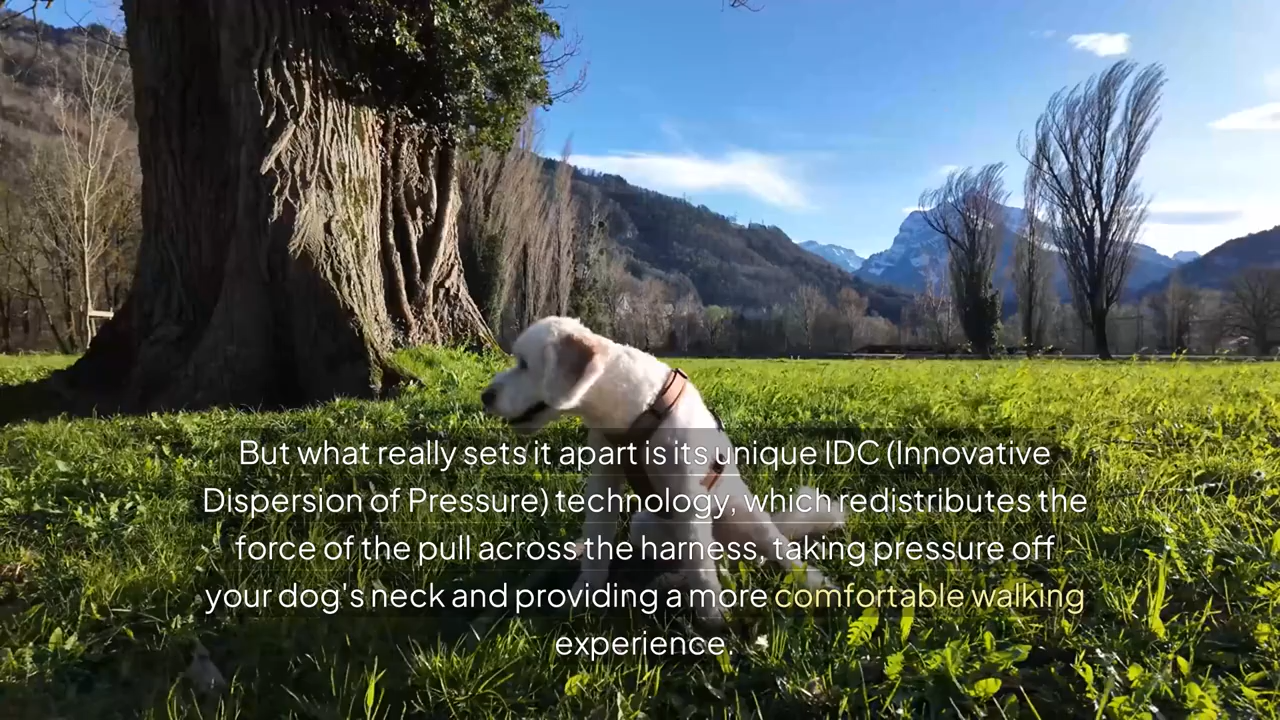 But what really sets it apart is its unique IDC (Innovative
Dispersion of Pressure) technology, which redistributes the
force of the pull across the harness, taking pressure off
your dog's neck and providing a more comfortable walking
experience.